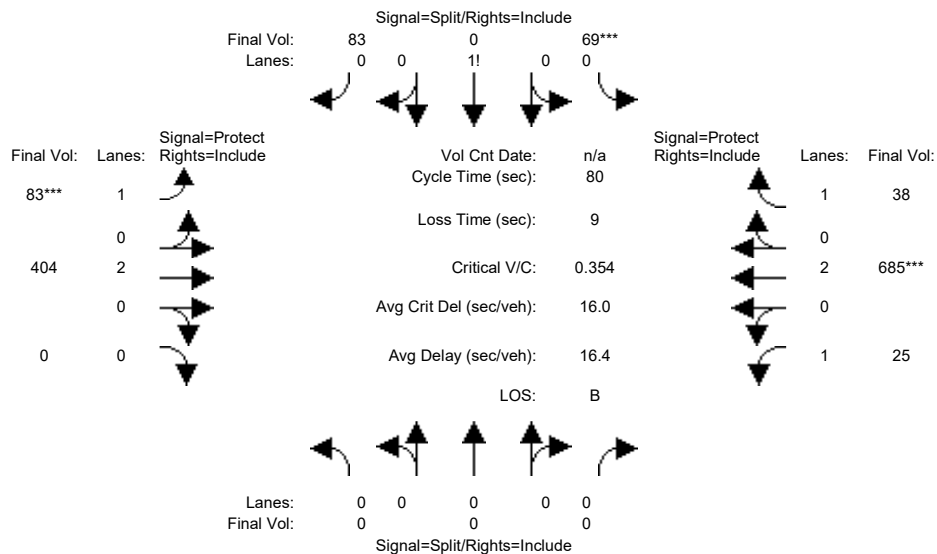 Signal=Split/Rights=Include
Final Vol: 83 0 69***
Lanes: 0 0 1! 0 0
Signal=Protect Signal=Protect
Final Vol: Lanes: Rights=Include Vol Cnt Date: n/a Rights=Include Lanes: Final Vol:
Cycle Time (sec): 80
83*** 1 1 38
Loss Time (sec): 9
0 0
404 2 Critical V/C: 0.354 2 685***
0 Avg Crit Del (sec/veh): 16.0 0
0 0 Avg Delay (sec/veh): 16.4 1 25
LOS: B
Lanes: 0 0 0 0 0
Final Vol: 0 0 0
Signal=Split/Rights=Include